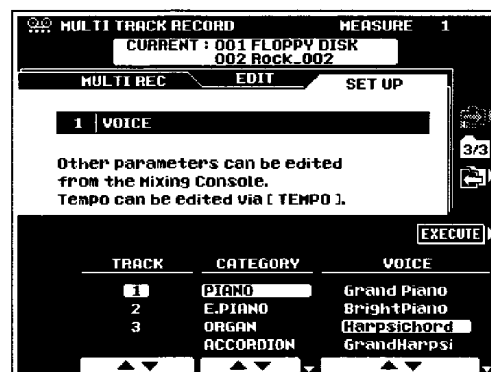 MULTI TRACK RECORD MEASURE 1
CURRENT : 001 FLOPPY DISK
002 Rock_002
MULTI REC EDIT SET UP
1 VOICE
Other parameters can be edited
from the Mixing Console.
Tempo can be edited via [ TEMPO ].
3/3
EXECUTE
TRACK CATEGORY VOICE
1 PIANO Grand Piano
2 E.PIANO BrightPiano
3 ORGAN Harpsichord
ACCORDION GrandHarpsi